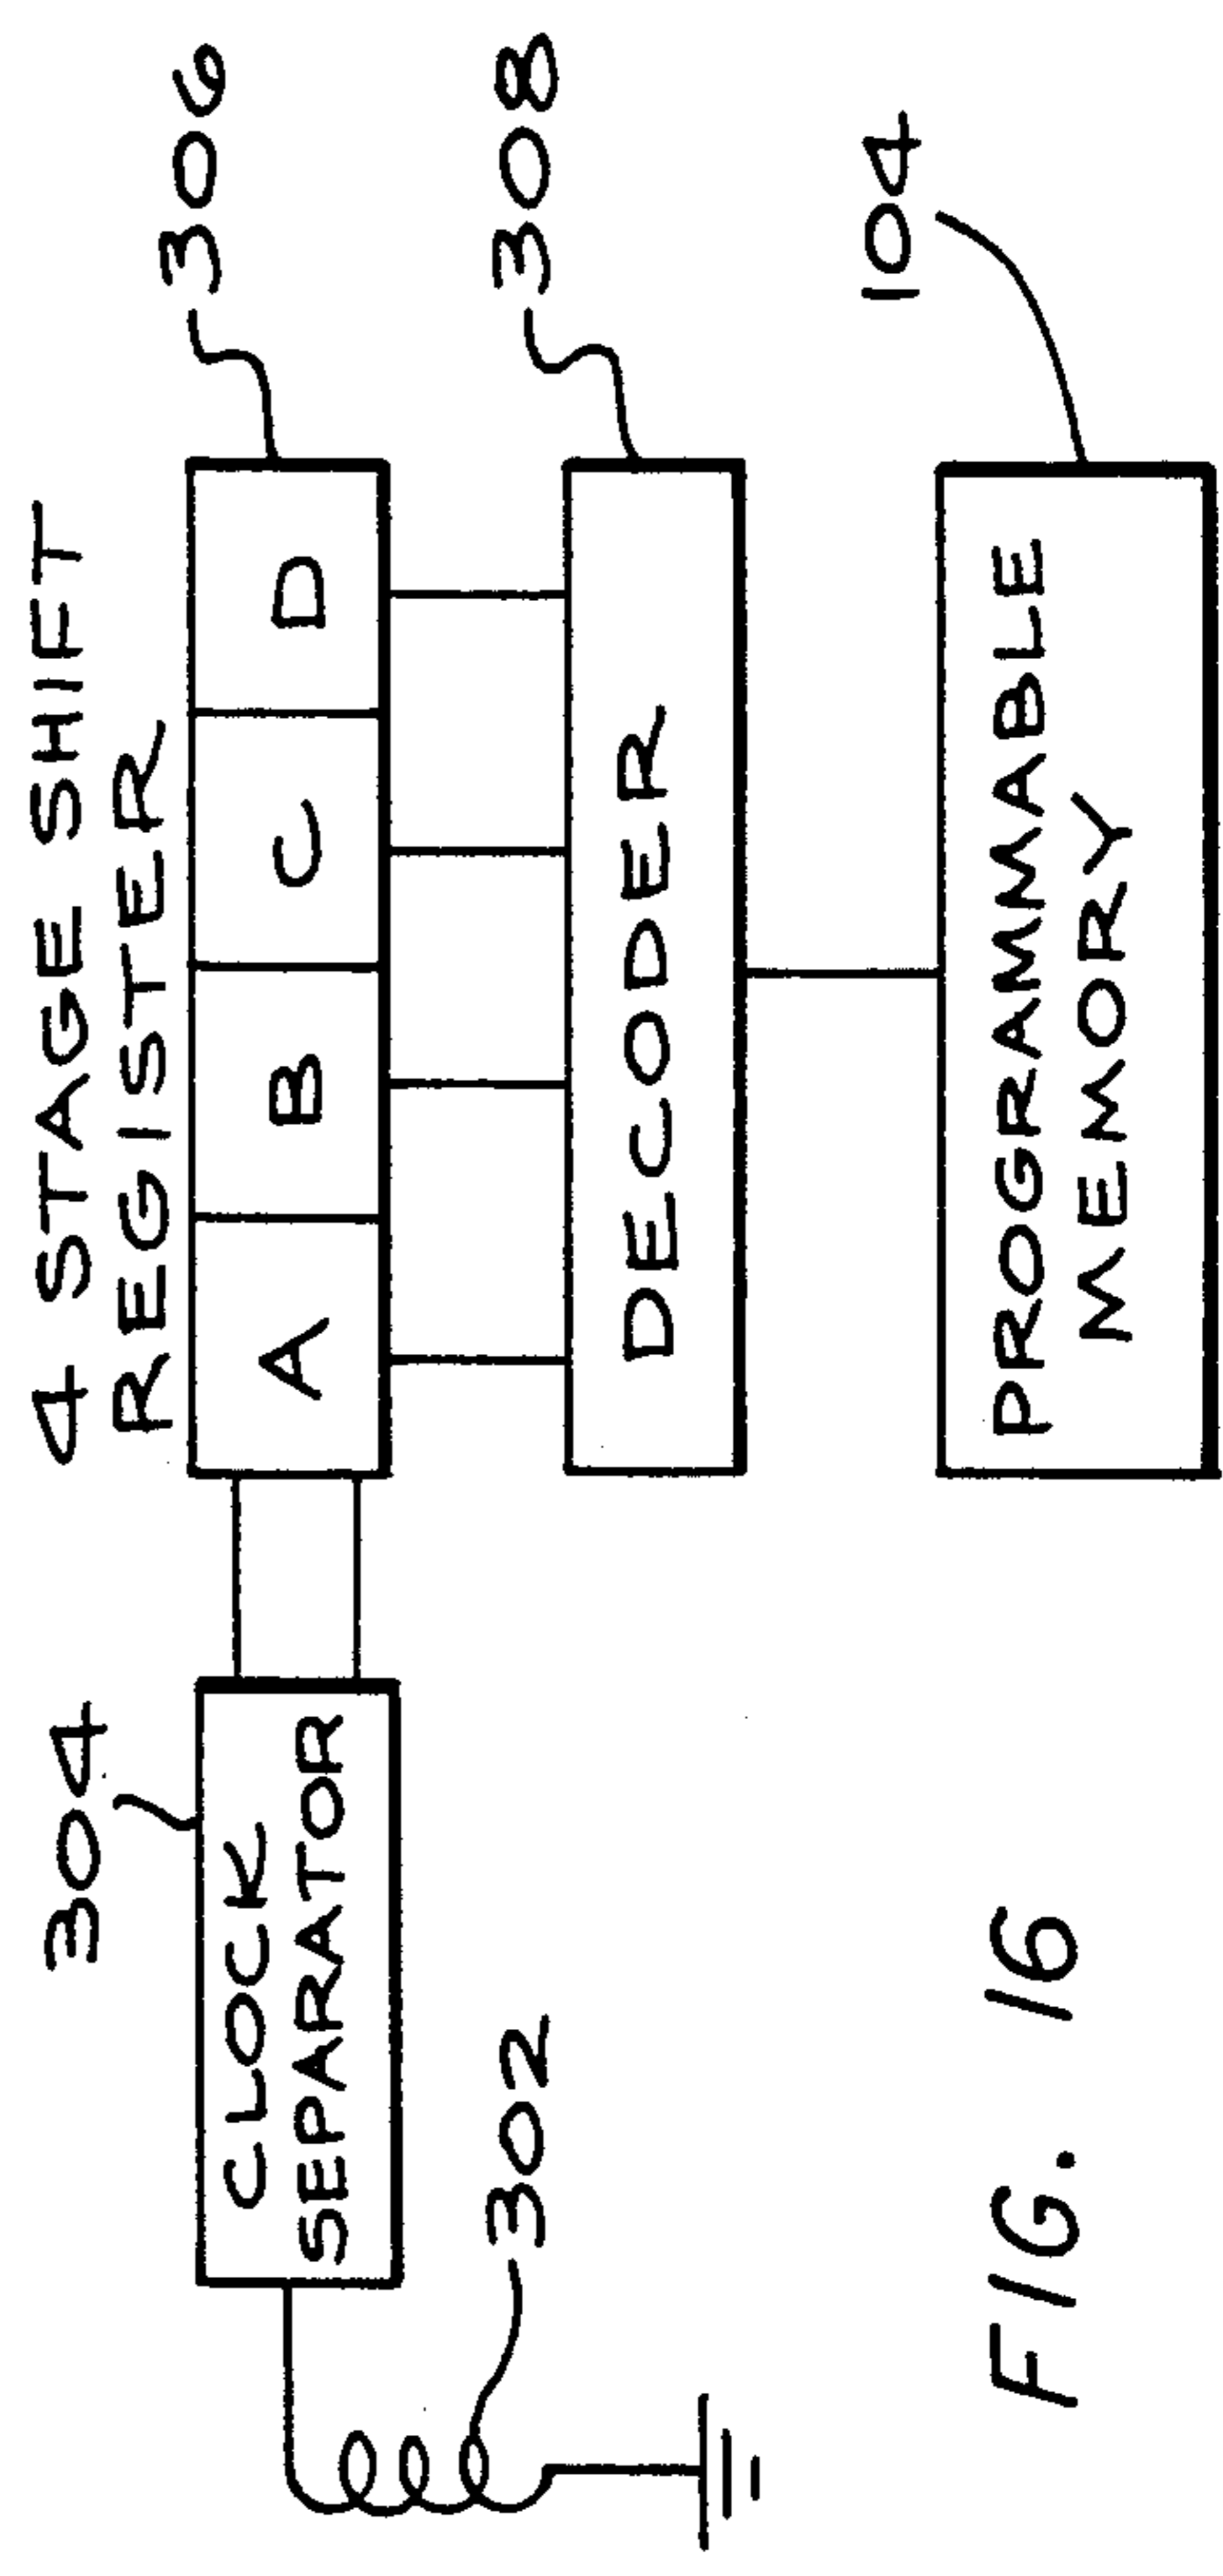 4 STAGE SHIFT
REGISTER
304
306
CLOCK
SEPARATOR
A B C D
302
308
DECODER
104
PROGRAMMABLE
MEMORY
FIG. 16